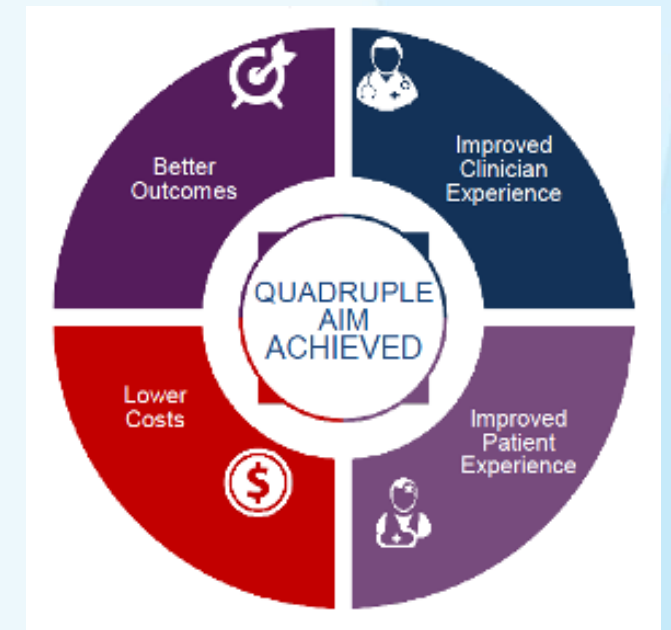 Better
Outcomes
Improved
Clinician
Experience
QUADRUPLE
AIM
ACHIEVED
Lower
Costs
$
Improved
Patient
Experience